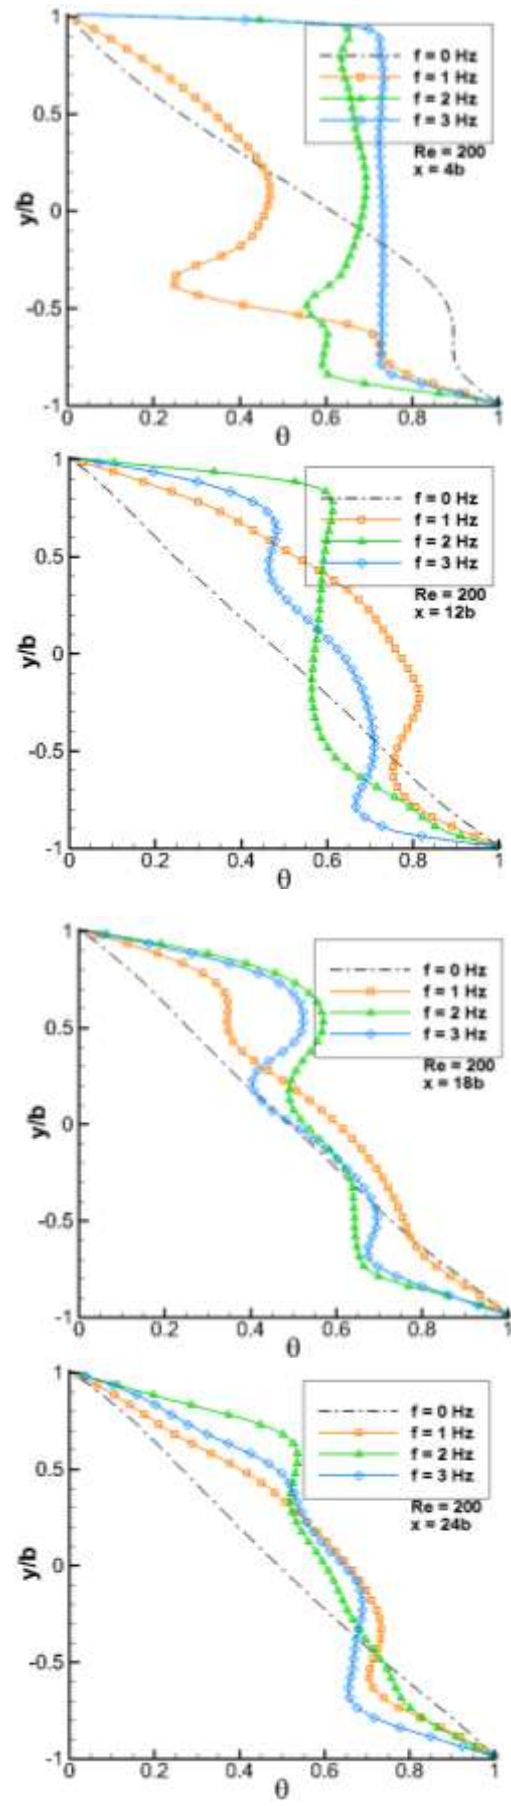 1
0.5
0
-0.5
-1
y/b
f = 0 Hz
f = 1 Hz
f = 2 Hz
f = 3 Hz
Re = 200
x = 4b
0 0.2 0.4 0.6 0.8 1
θ
1
0.5
0
-0.5
-1
y/b
f = 0 Hz
f = 1 Hz
f = 2 Hz
f = 3 Hz
Re = 200
x = 12b
0 0.2 0.4 0.6 0.8 1
θ
1
0.5
0
-0.5
-1
y/b
f = 0 Hz
f = 1 Hz
f = 2 Hz
f = 3 Hz
Re = 200
x = 18b
0 0.2 0.4 0.6 0.8 1
θ
1
0.5
0
-0.5
-1
y/b
f = 0 Hz
f = 1 Hz
f = 2 Hz
f = 3 Hz
Re = 200
x = 24b
0 0.2 0.4 0.6 0.8 1
θ